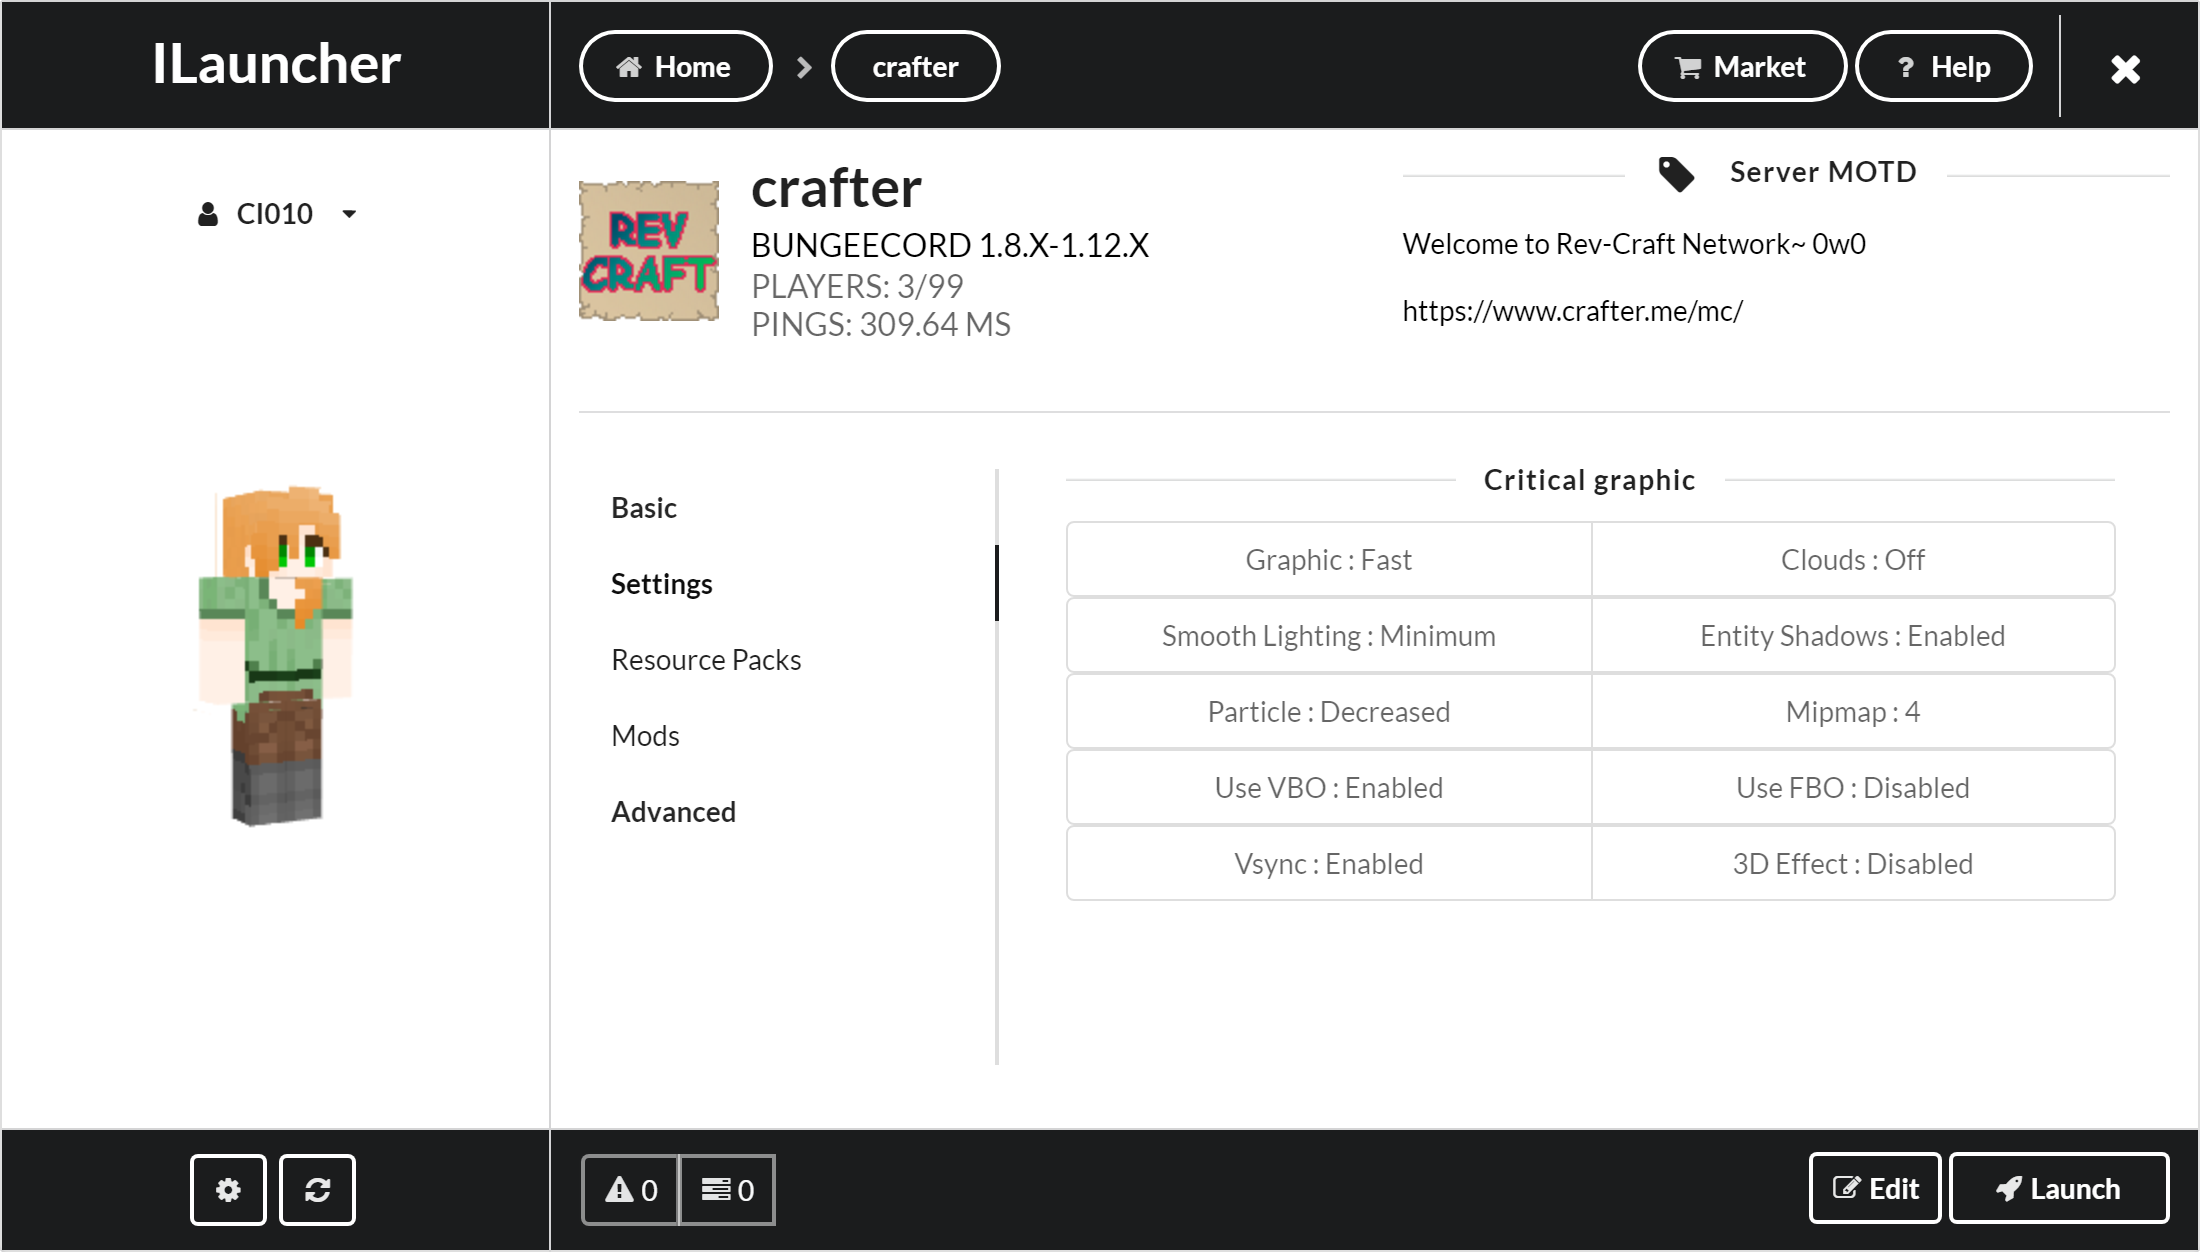 ILauncher
Home
crafter
Market
? Help
CI010
REV
CRAFT
crafter
BUNGEECORD 1.8.X-1.12.X
PLAYERS: 3/99
PINGS: 309.64 MS
Server MOTD
Welcome to Rev-Craft Network~ 0w0
https://www.crafter.me/mc/
Basic
Settings
Resource Packs
Mods
Advanced
Critical graphic
Graphic : Fast
Clouds : Off
Smooth Lighting : Minimum
Entity Shadows : Enabled
Particle : Decreased
Mipmap : 4
Use VBO : Enabled
Use FBO : Disabled
Vsync : Enabled
3D Effect : Disabled
0
0
Edit
Launch